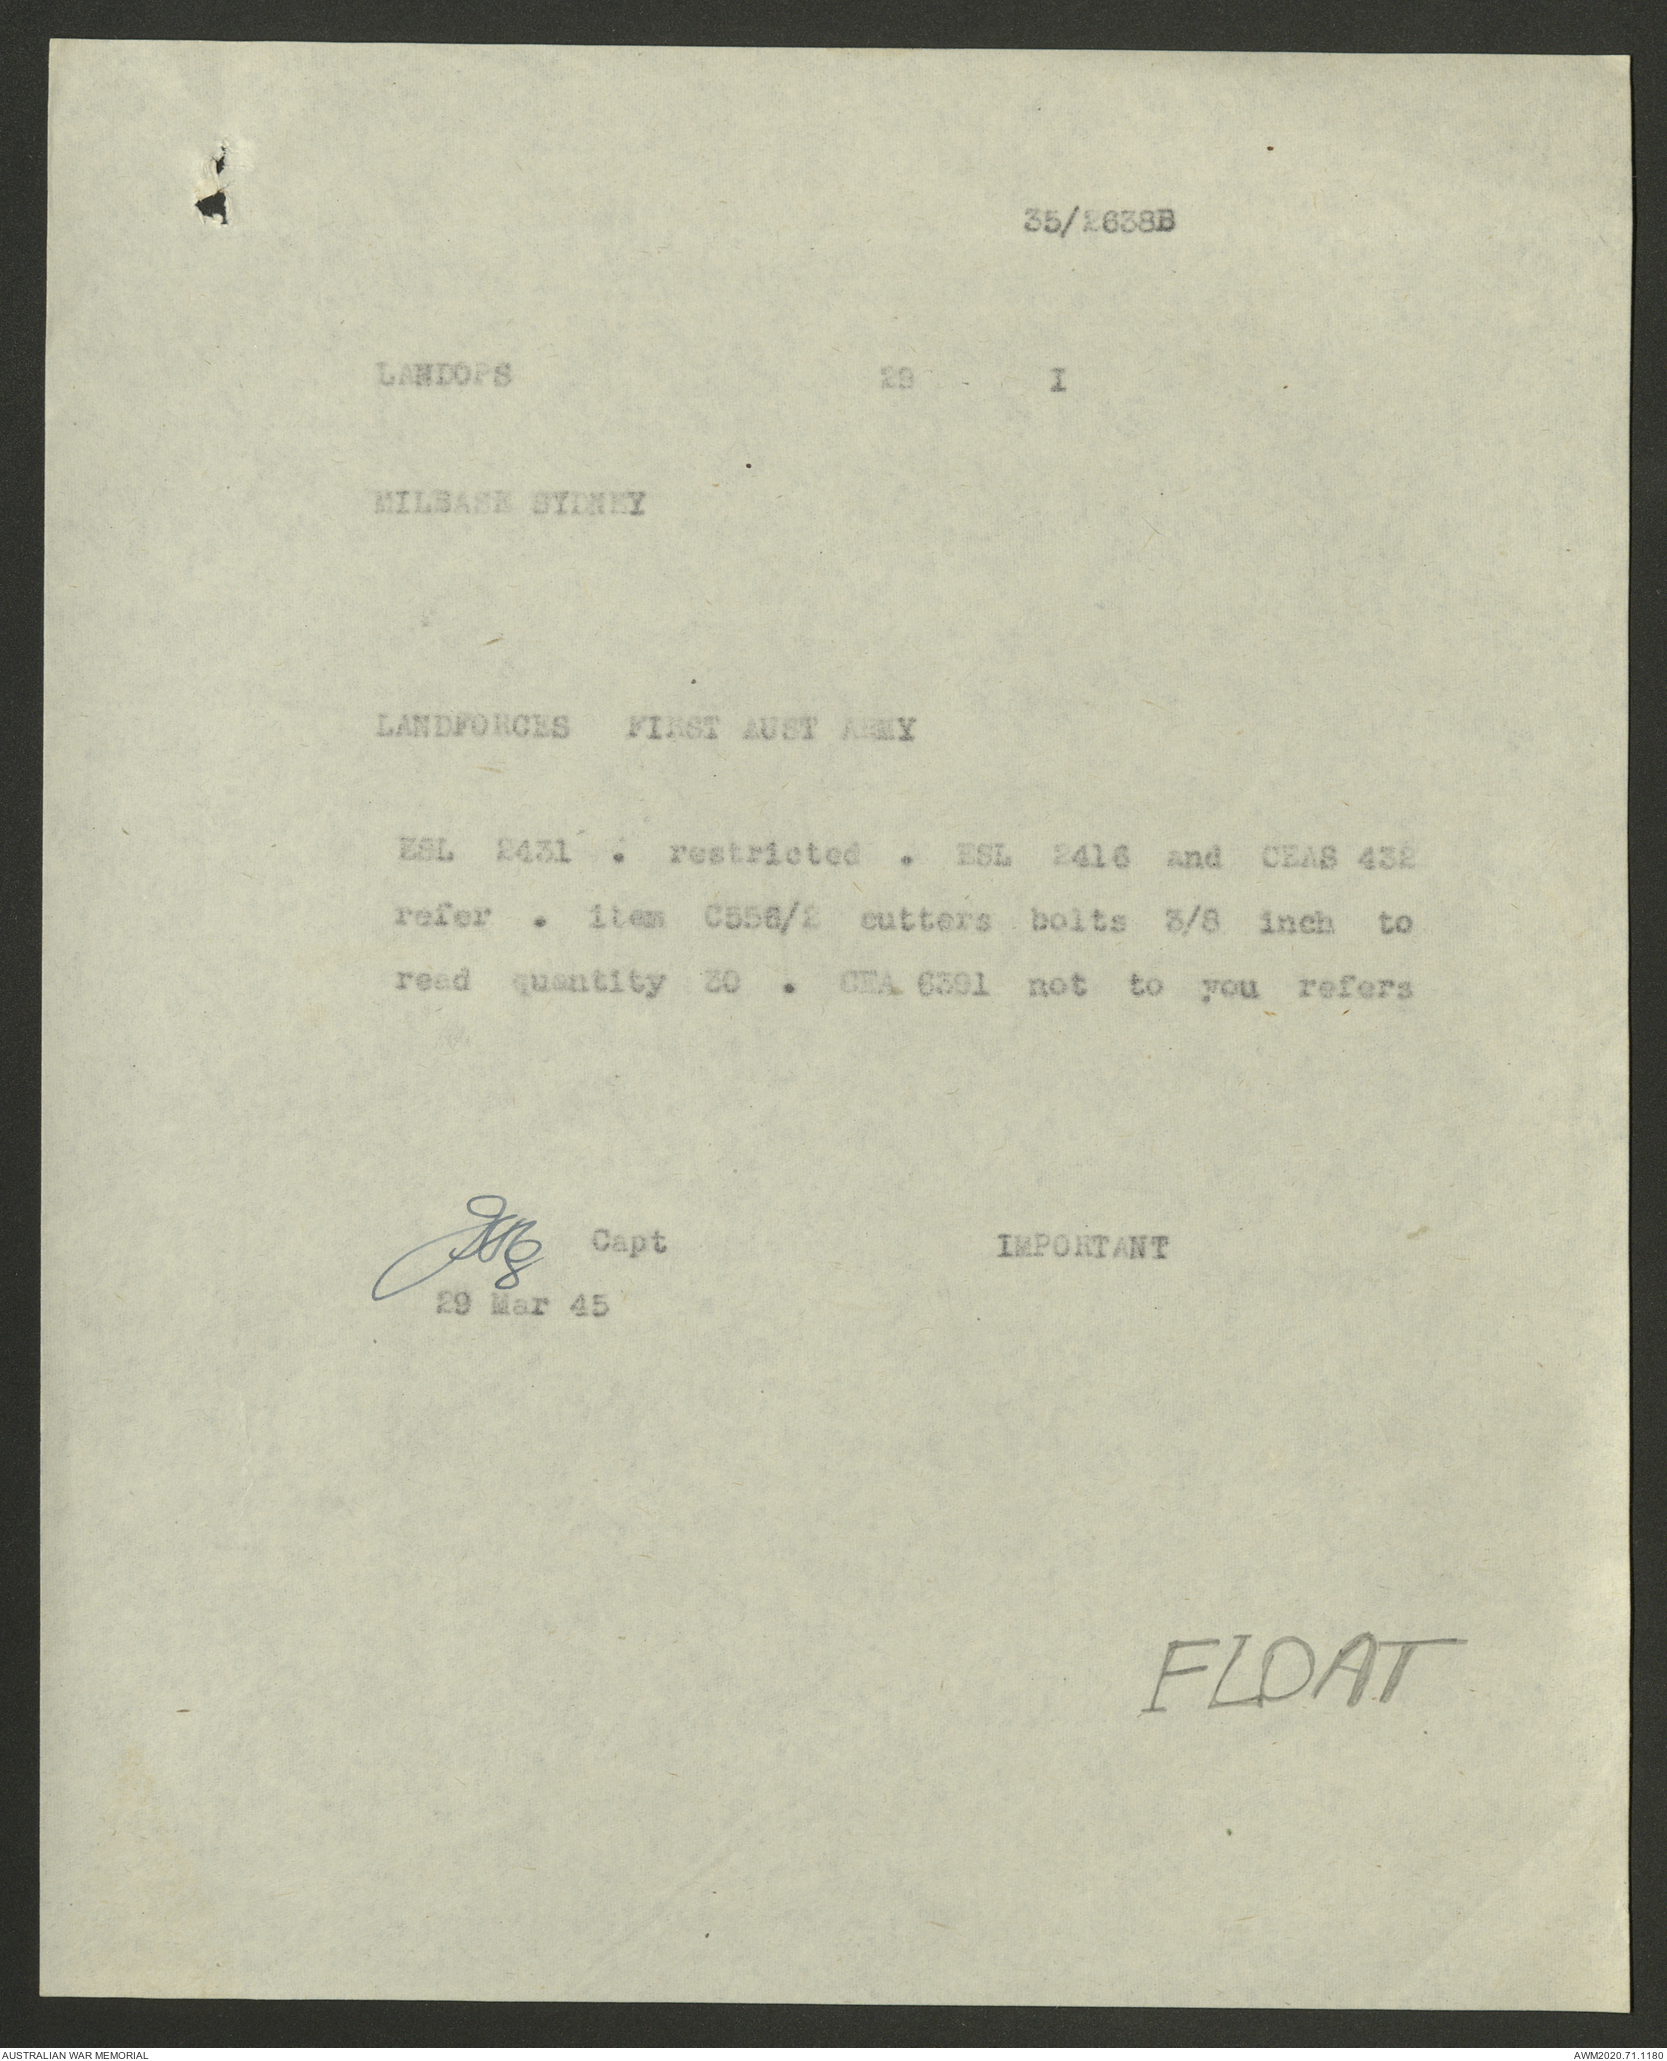 35/2638B
LANDOPS 29 I
MILBASE SYDNEY
LANDFORCES FIRST AUST ARMY
ESL 2431 . restricted . ESL 2416 and CEAS 432
refer . item C556/2 cutters bolts 3/8 inch to
read quantity 30 . CEA 6391 not to you refers
Capt IMPORTANT
29 Mar 45
FLOAT
AUSTRALIAN WAR MEMORIAL AWM2020.71.1180